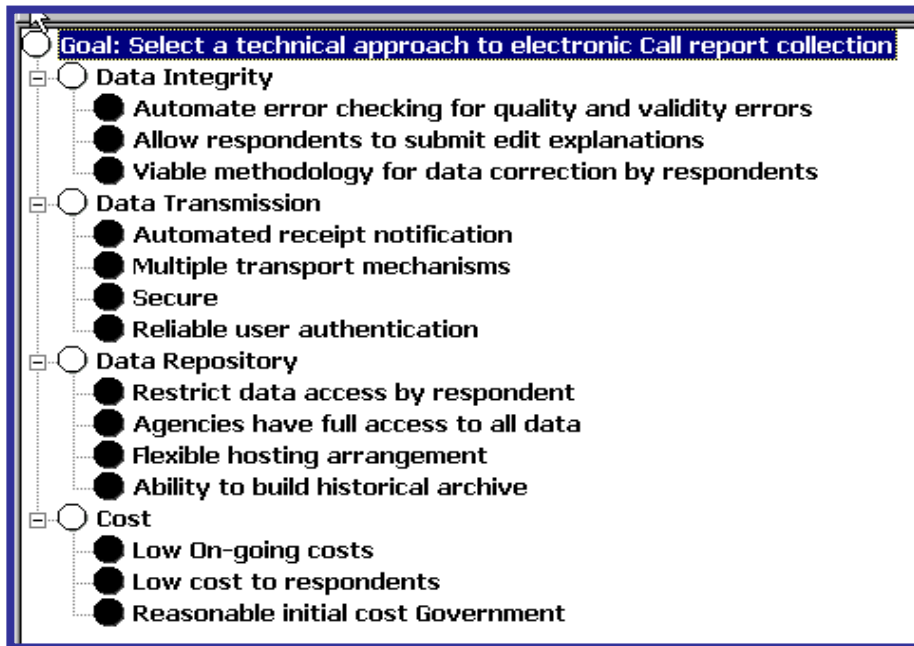 Goal: Select a technical approach to electronic Call report collection
Data Integrity
Automate error checking for quality and validity errors
Allow respondents to submit edit explanations
Viable methodology for data correction by respondents
Data Transmission
Automated receipt notification
Multiple transport mechanisms
Secure
Reliable user authentication
Data Repository
Restrict data access by respondent
Agencies have full access to all data
Flexible hosting arrangement
Ability to build historical archive
Cost
Low On-going costs
Low cost to respondents
Reasonable initial cost Government